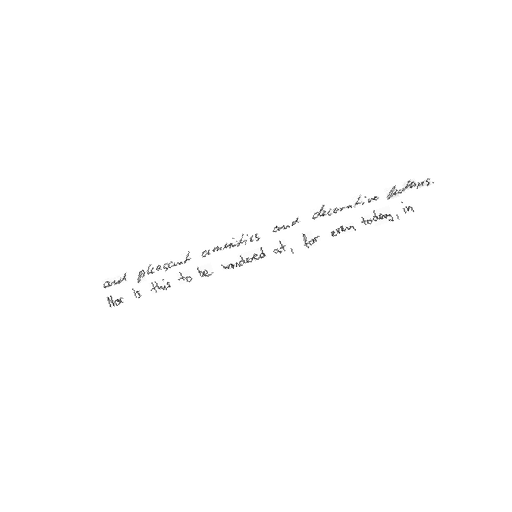 and pleasant amenities and decorative features.
Nor is this to be wondered at, for even today, in